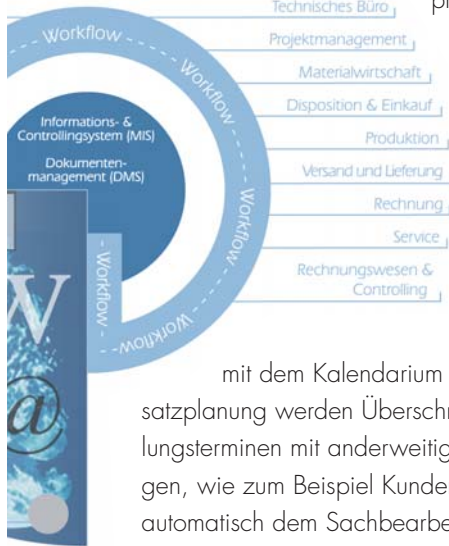 Technisches Büro
Projektmanagement
Materialwirtschaft
Disposition & Einkauf
Produktion
Versand und Lieferung
Rechnung
Service
Rechnungswesen &
Controlling
Workflow
Workflow
Workflow
Workflow
Workflow
Informations- &
Controllingsystem (MIS)
Dokumenten-
management (DMS)
W
@
mit dem Kalendarium
satzplanung werden Überschr
lungsterminen mit anderweitig
gen, wie zum Beispiel Kunde
automatisch dem Sachbearbe